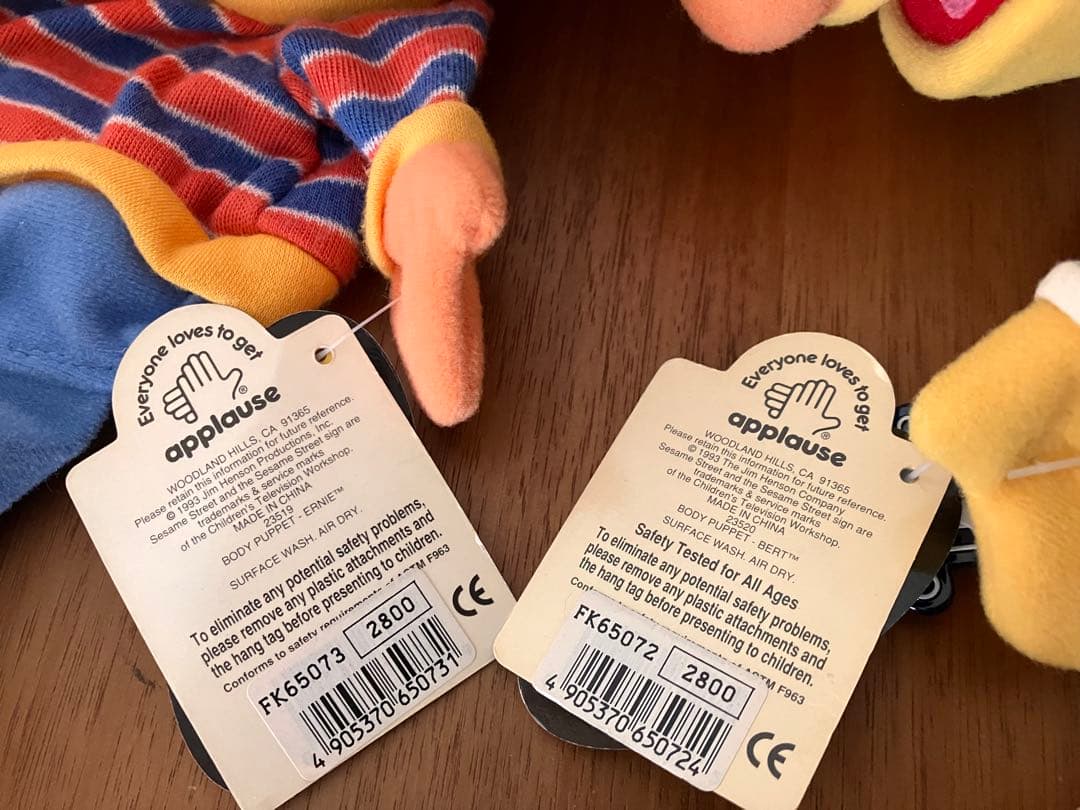 Everyone loves to get
applause®
WOODLAND HILLS, CA 91365
Please retain this information for future reference.
© 1993 Jim Henson Productions, Inc.
Sesame Street and the Sesame Street sign are
trademarks & service marks
of the Children's Television Workshop.
MADE IN CHINA
23519
BODY PUPPET - ERNIE™
SURFACE WASH. AIR DRY.
To eliminate any potential safety problems,
please remove any plastic attachments and
the hang tag before presenting to children.
Conforms to safety requirements of ASTM F963
CE
FK65073
2800
4905370650731
Everyone loves to get
applause®
WOODLAND HILLS, CA 91365
Please retain this information for future reference.
© 1993 The Jim Henson Company
Sesame Street and the Sesame Street sign are
trademarks & service marks
of the Children's Television Workshop.
MADE IN CHINA
23520
BODY PUPPET - BERT™
SURFACE WASH. AIR DRY.
Safety Tested for All Ages
To eliminate any potential safety problems,
please remove any plastic attachments and
the hang tag before presenting to children.
ASTM F963
CE
FK65072
2800
4905370650724